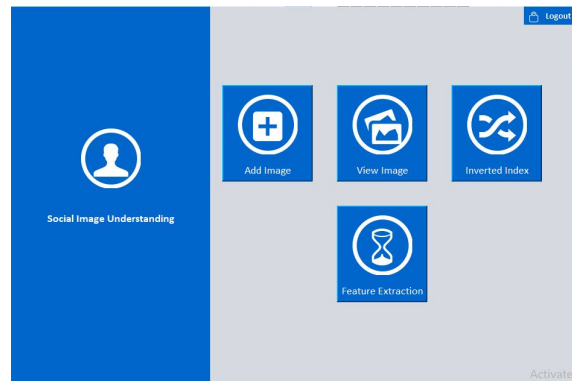 Logout
Add Image
View Image
Inverted Index
Social Image Understanding
Feature Extraction
Activate